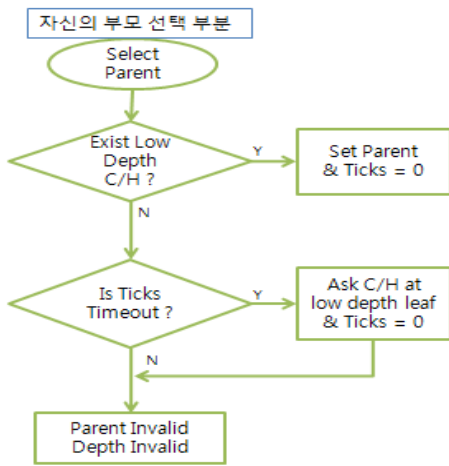 자신의 부모 선택 부분
Select
Parent
Exist Low
Depth
C/H ?
Y
Set Parent
& Ticks = 0
N
Is Ticks
Timeout ?
Y
Ask C/H at
low depth leaf
& Ticks = 0
N
Parent Invalid
Depth Invalid